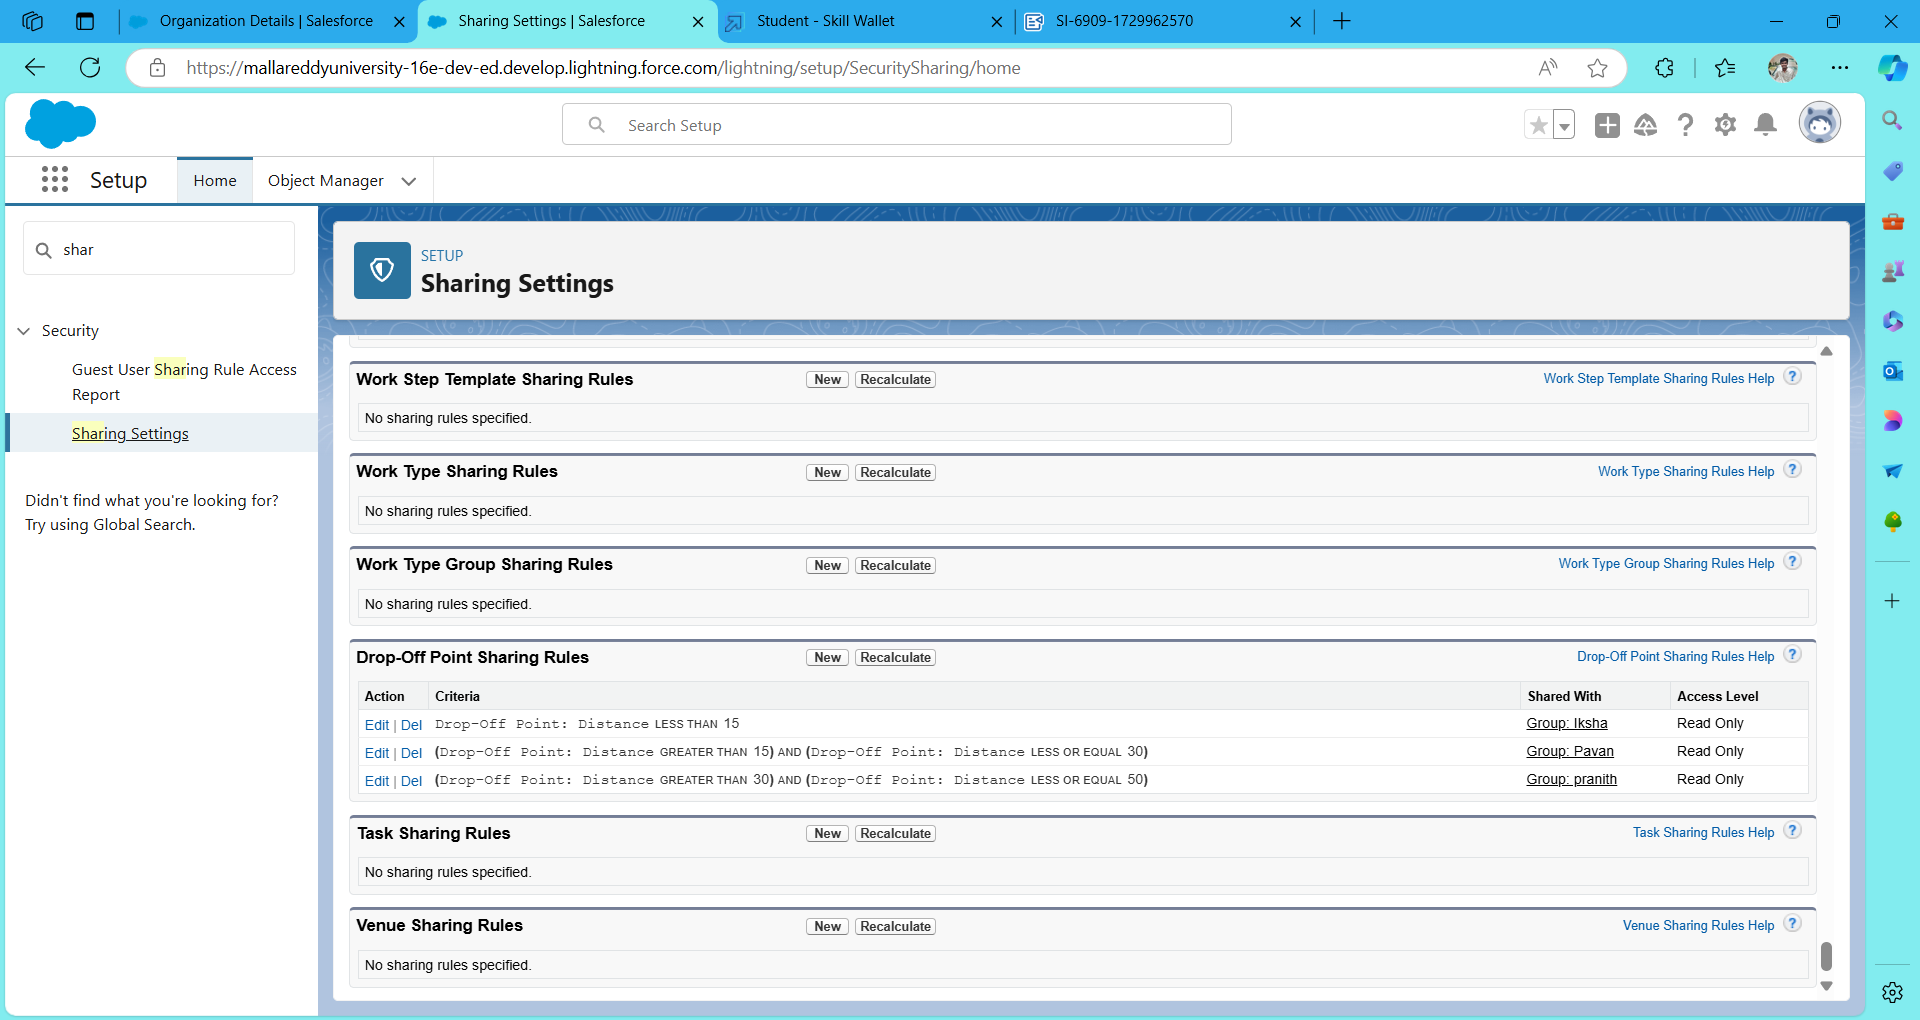 Organization Details | Salesforce
Sharing Settings | Salesforce
Student - Skill Wallet
SI-6909-1729962570
https://mallareddyuniversity-16e-dev-ed.develop.lightning.force.com/lightning/setup/SecuritySharing/home
Search Setup
Setup
Home
Object Manager
shar
Security
Guest User Sharing Rule Access
Report
Sharing Settings
Didn't find what you're looking for?
Try using Global Search.
SETUP
Sharing Settings
Work Step Template Sharing Rules New Recalculate Work Step Template Sharing Rules Help ?
No sharing rules specified.
Work Type Sharing Rules New Recalculate Work Type Sharing Rules Help ?
No sharing rules specified.
Work Type Group Sharing Rules New Recalculate Work Type Group Sharing Rules Help ?
No sharing rules specified.
Drop-Off Point Sharing Rules New Recalculate Drop-Off Point Sharing Rules Help ?
Action Criteria Shared With Access Level
Edit | Del Drop-Off Point: Distance LESS THAN 15 Group: Iksha Read Only
Edit | Del (Drop-Off Point: Distance GREATER THAN 15) AND (Drop-Off Point: Distance LESS OR EQUAL 30) Group: Pavan Read Only
Edit | Del (Drop-Off Point: Distance GREATER THAN 30) AND (Drop-Off Point: Distance LESS OR EQUAL 50) Group: pranith Read Only
Task Sharing Rules New Recalculate Task Sharing Rules Help ?
No sharing rules specified.
Venue Sharing Rules New Recalculate Venue Sharing Rules Help ?
No sharing rules specified.